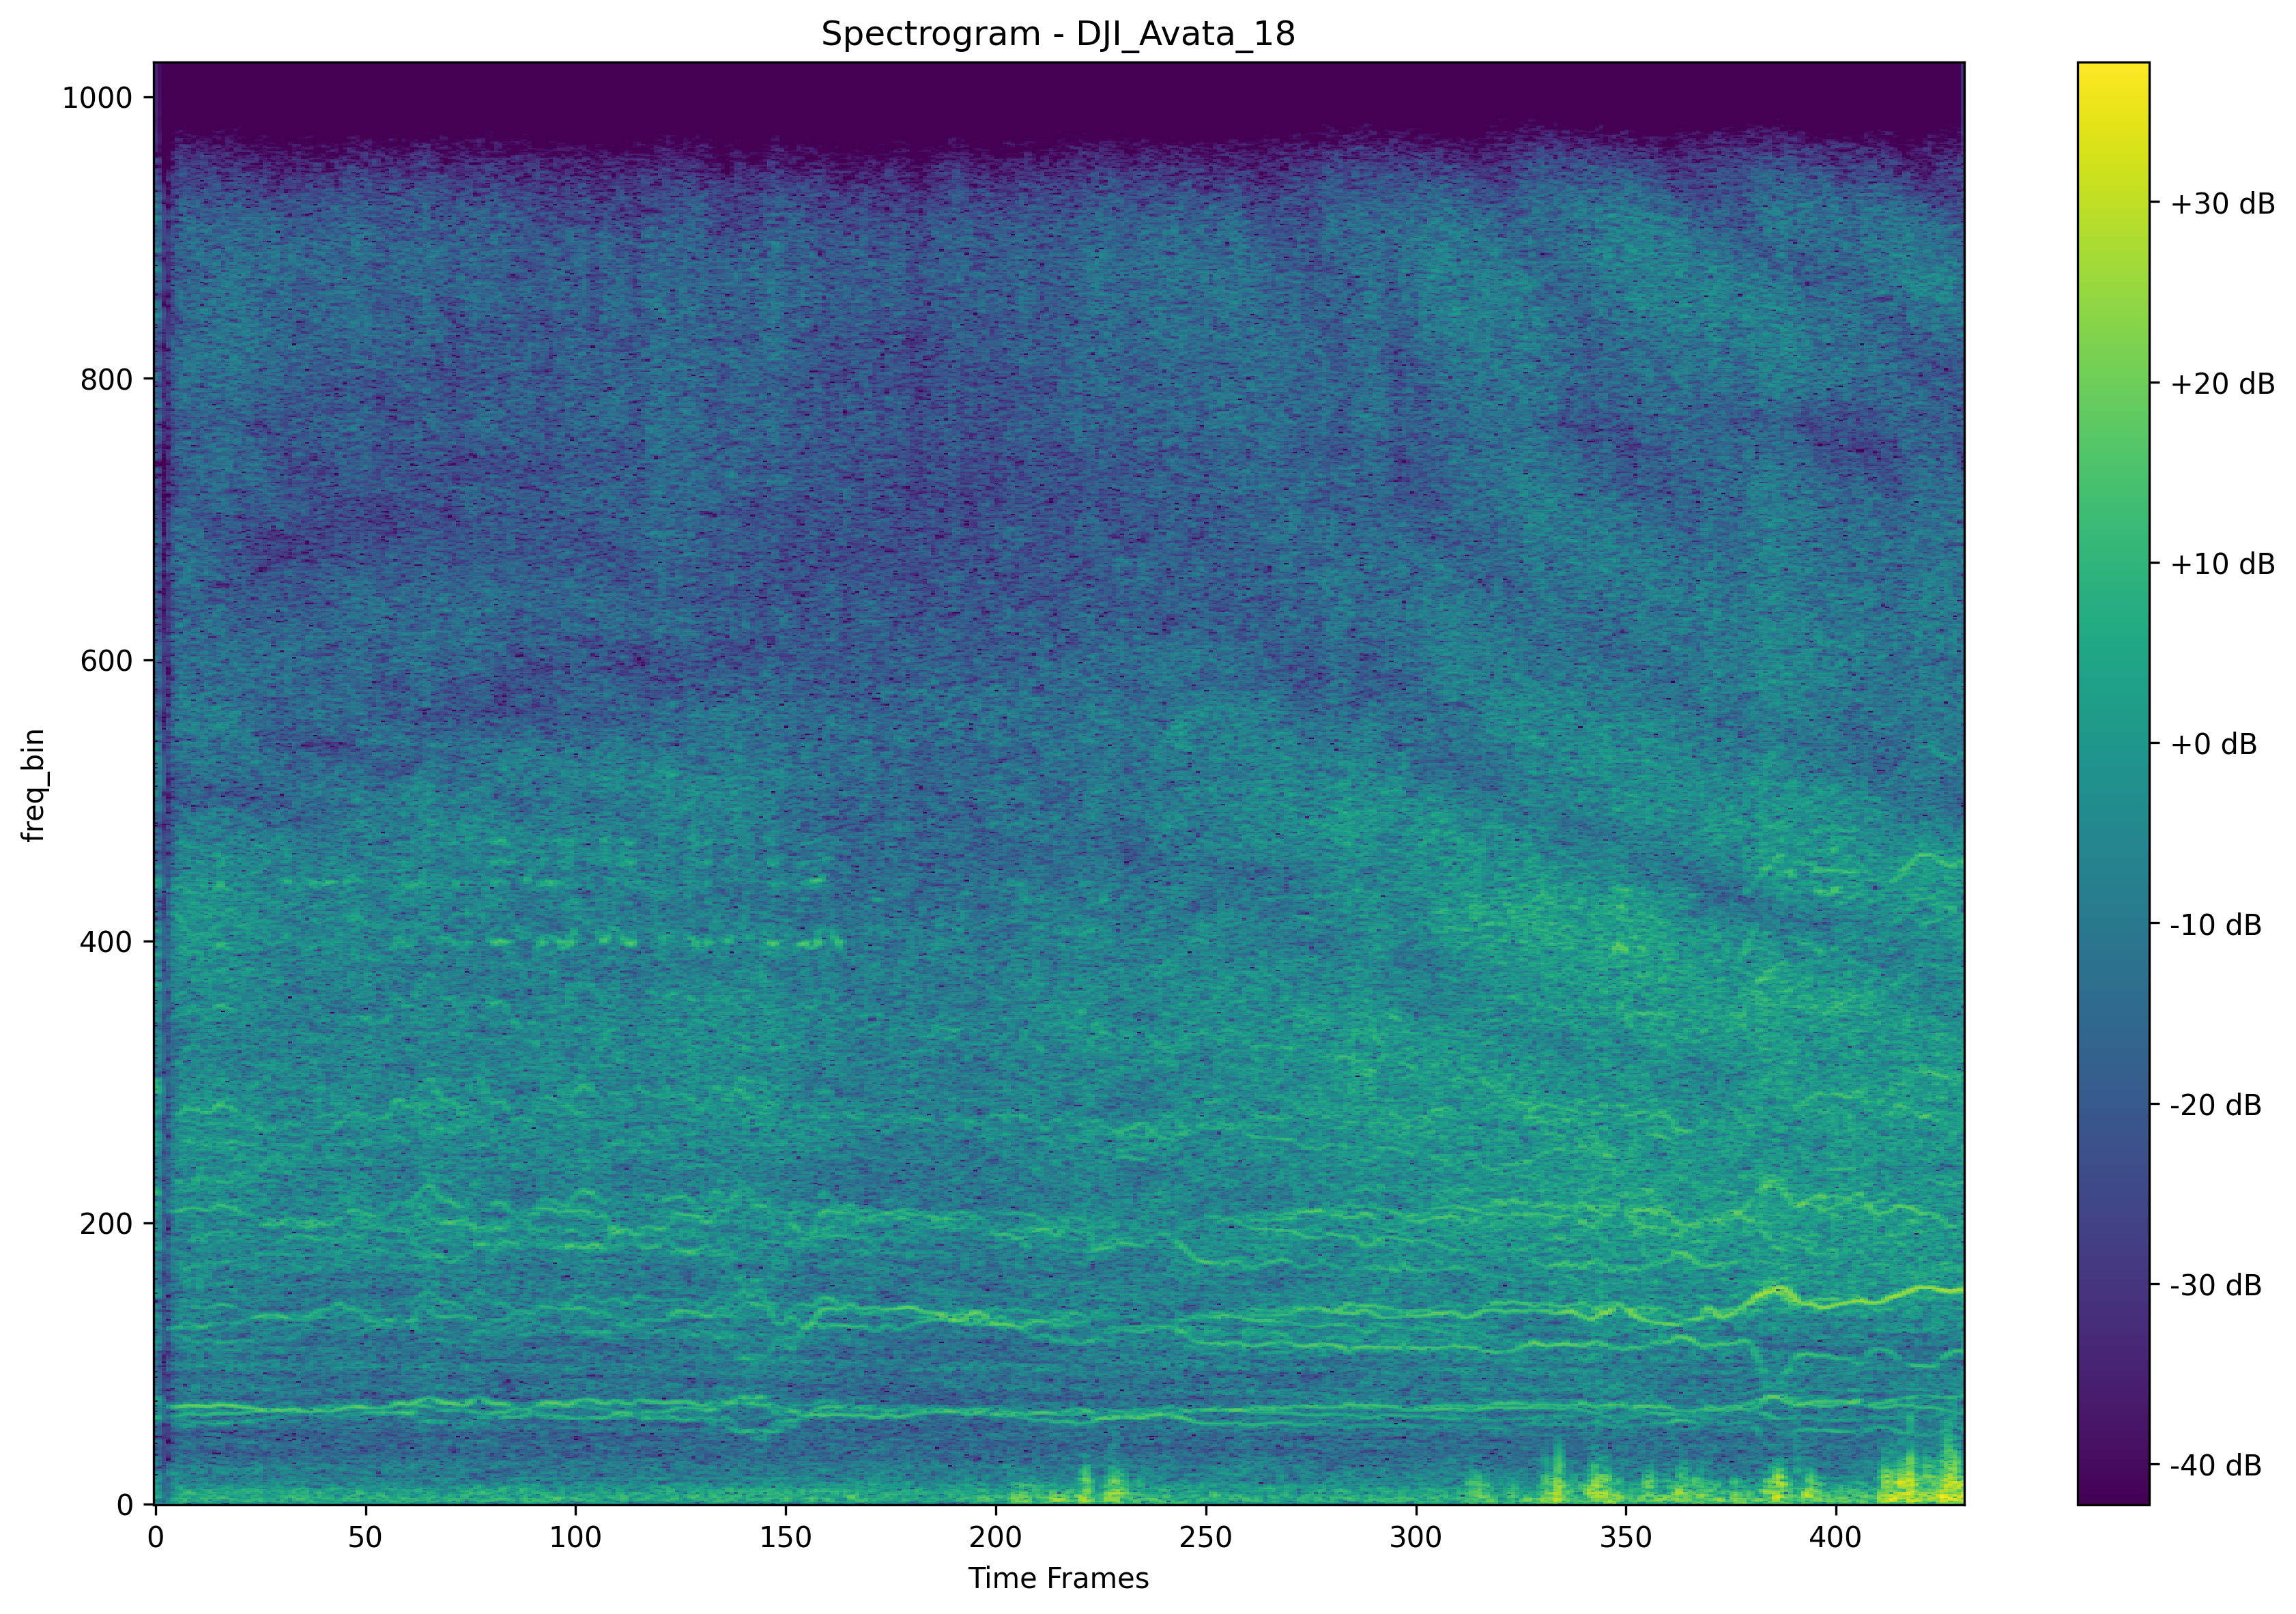 Spectrogram - DJI_Avata_18
freq_bin
1000
800
600
400
200
0
0 50 100 150 200 250 300 350 400
Time Frames
+30 dB
+20 dB
+10 dB
+0 dB
-10 dB
-20 dB
-30 dB
-40 dB